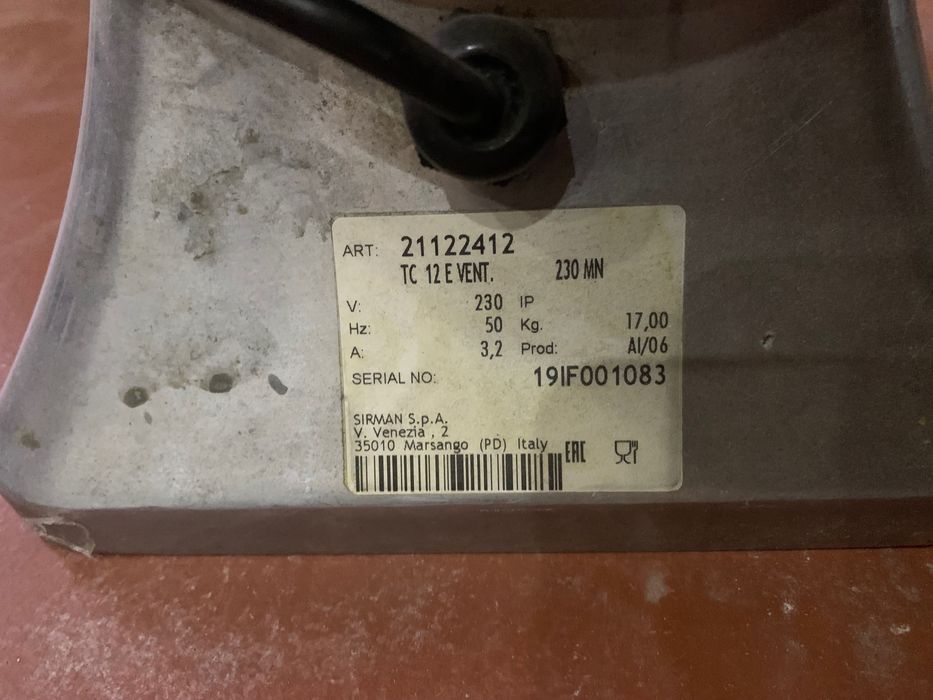 ART: 21122412
TC 12 E VENT. 230 MN
V: 230 IP
Hz: 50 Kg. 17,00
A: 3,2 Prod: AI/06
SERIAL NO: 19IF001083
SIRMAN S.p.A.
V. Venezia , 2
35010 Marsango (PD) Italy EAC